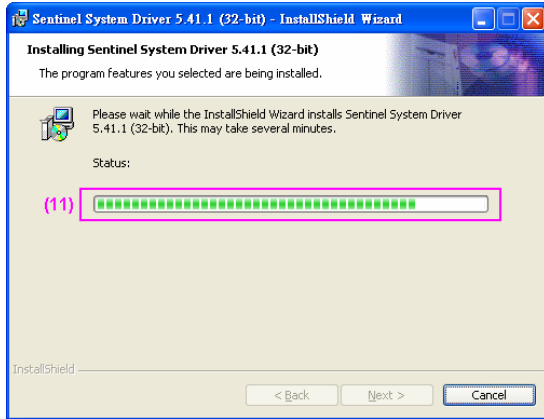 Sentinel System Driver 5.41.1 (32-bit) - InstallShield Wizard
Installing Sentinel System Driver 5.41.1 (32-bit)
The program features you selected are being installed.
Please wait while the InstallShield Wizard installs Sentinel System Driver
5.41.1 (32-bit). This may take several minutes.
Status:
(11)
InstallShield
< Back
Next >
Cancel